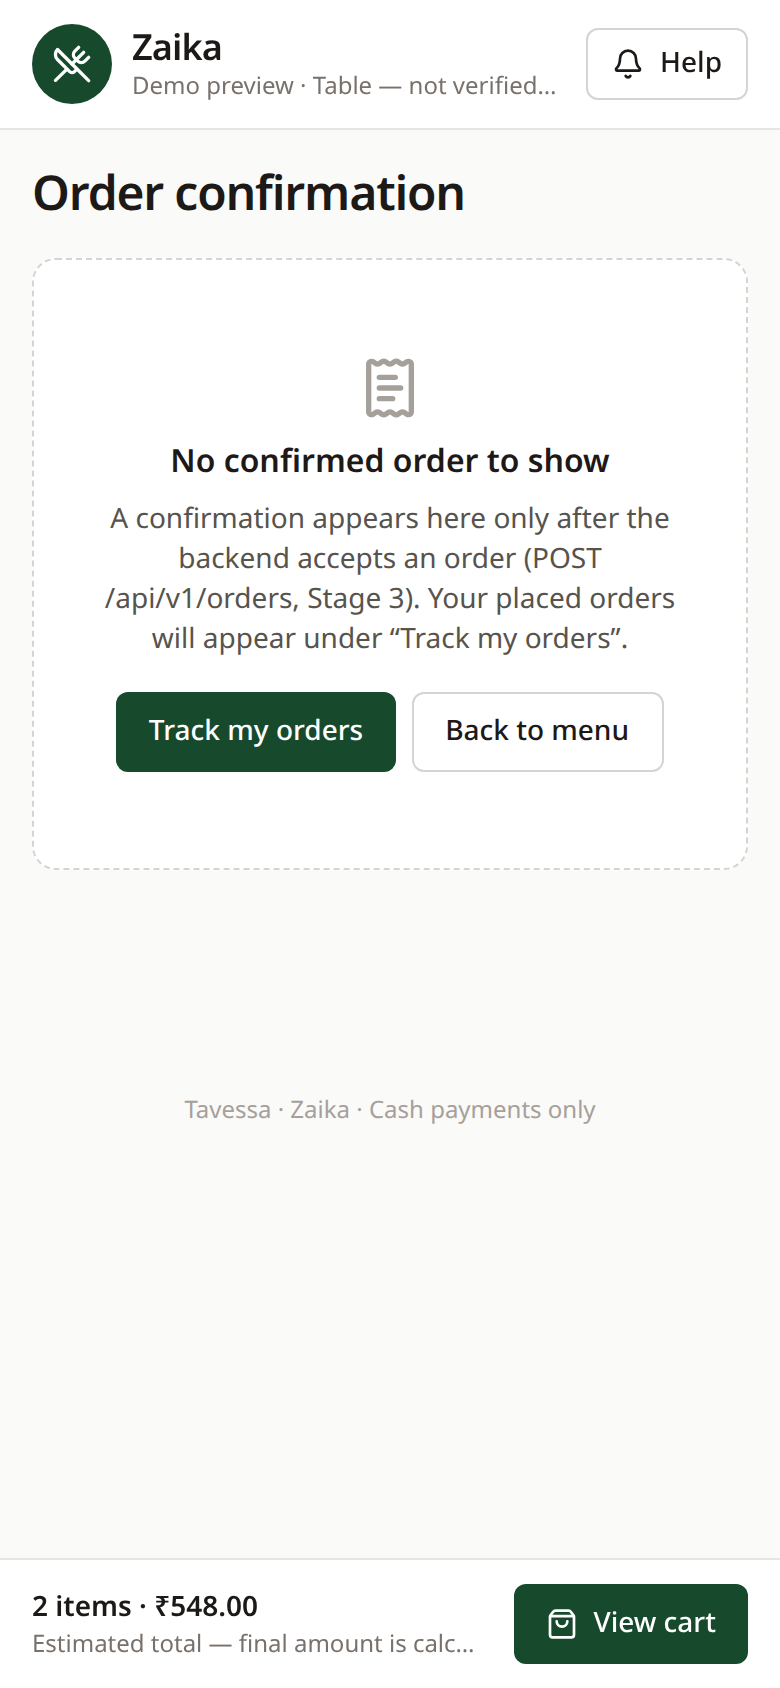 Zaika
Demo preview · Table — not verified…
Help
Order confirmation
No confirmed order to show
A confirmation appears here only after the
backend accepts an order (POST
/api/v1/orders, Stage 3). Your placed orders
will appear under “Track my orders”.
Track my orders
Back to menu
Tavessa · Zaika · Cash payments only
2 items · ₹548.00
Estimated total — final amount is calc…
View cart